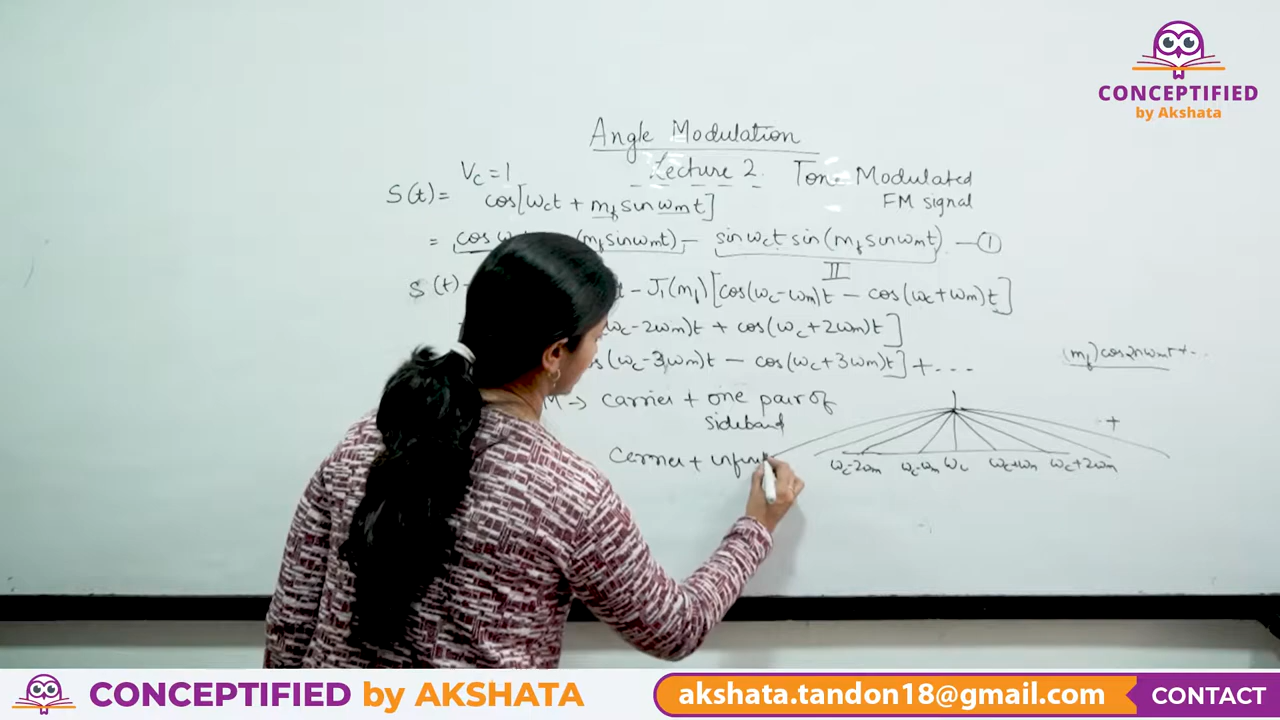 CONCEPTIFIED
by Akshata
Angle Modulation
Lecture 2. Tone Modulated
FM signal
Vc=1
S(t) = cos[ωct + mf sin ωmt]
= cos (mf sin ωmt) − sin ωct sin (mf sin ωmt) — ①
II
S(t) − J1(mf) [cos(ωc−ωm)t − cos(ωc+ωm)t]
ωc−2ωm)t + cos(ωc+2ωm)t]
cos(ωc−3ωm)t − cos(ωc+3ωm)t] + ...
(mf) cos2nωmt+...
M → carrier + one pair of
sideband
+
Carrier + infinit
ωc−2ωm ωc−ωm ωc ωc+ωm ωc+2ωm
CONCEPTIFIED by AKSHATA
akshata.tandon18@gmail.com CONTACT